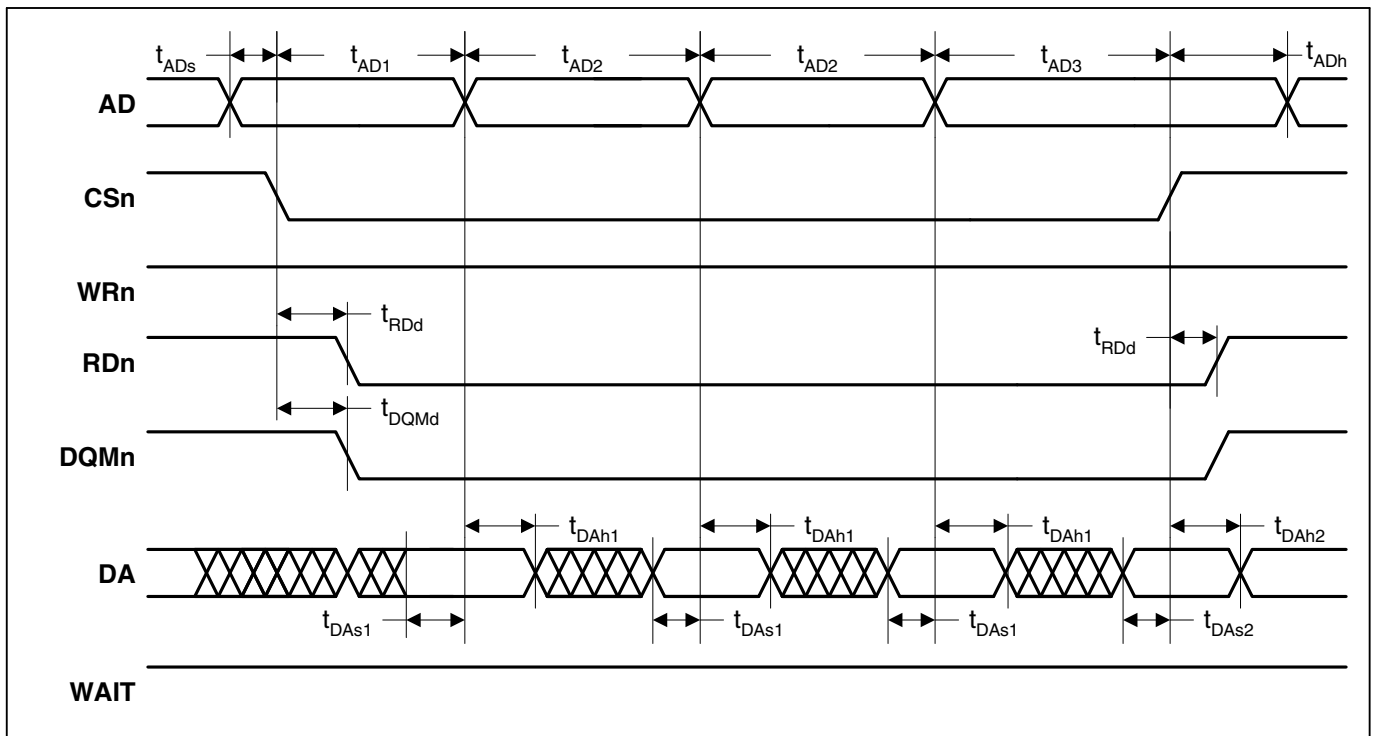 tADs tAD1 tAD2 tAD2 tAD3 tADh
AD
CSn
WRn
tRDd
RDn
tRDd
tDQMd
DQMn
tDAh1 tDAh1 tDAh1 tDAh2
DA
tDAs1 tDAs1 tDAs1 tDAs2
WAIT